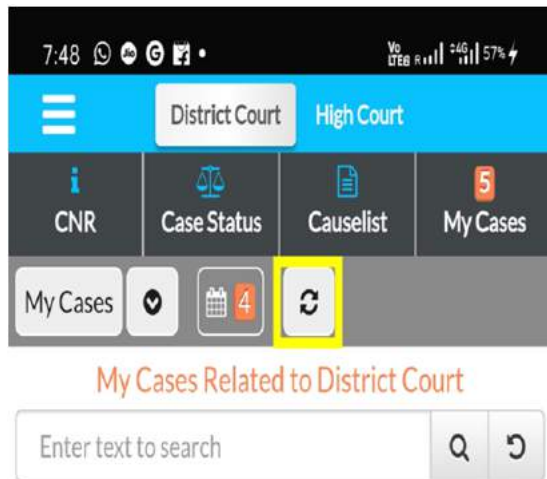 7:48 Vo LTE R 4G 57%
District Court High Court
5
CNR Case Status Causelist My Cases
My Cases 4
My Cases Related to District Court
Enter text to search